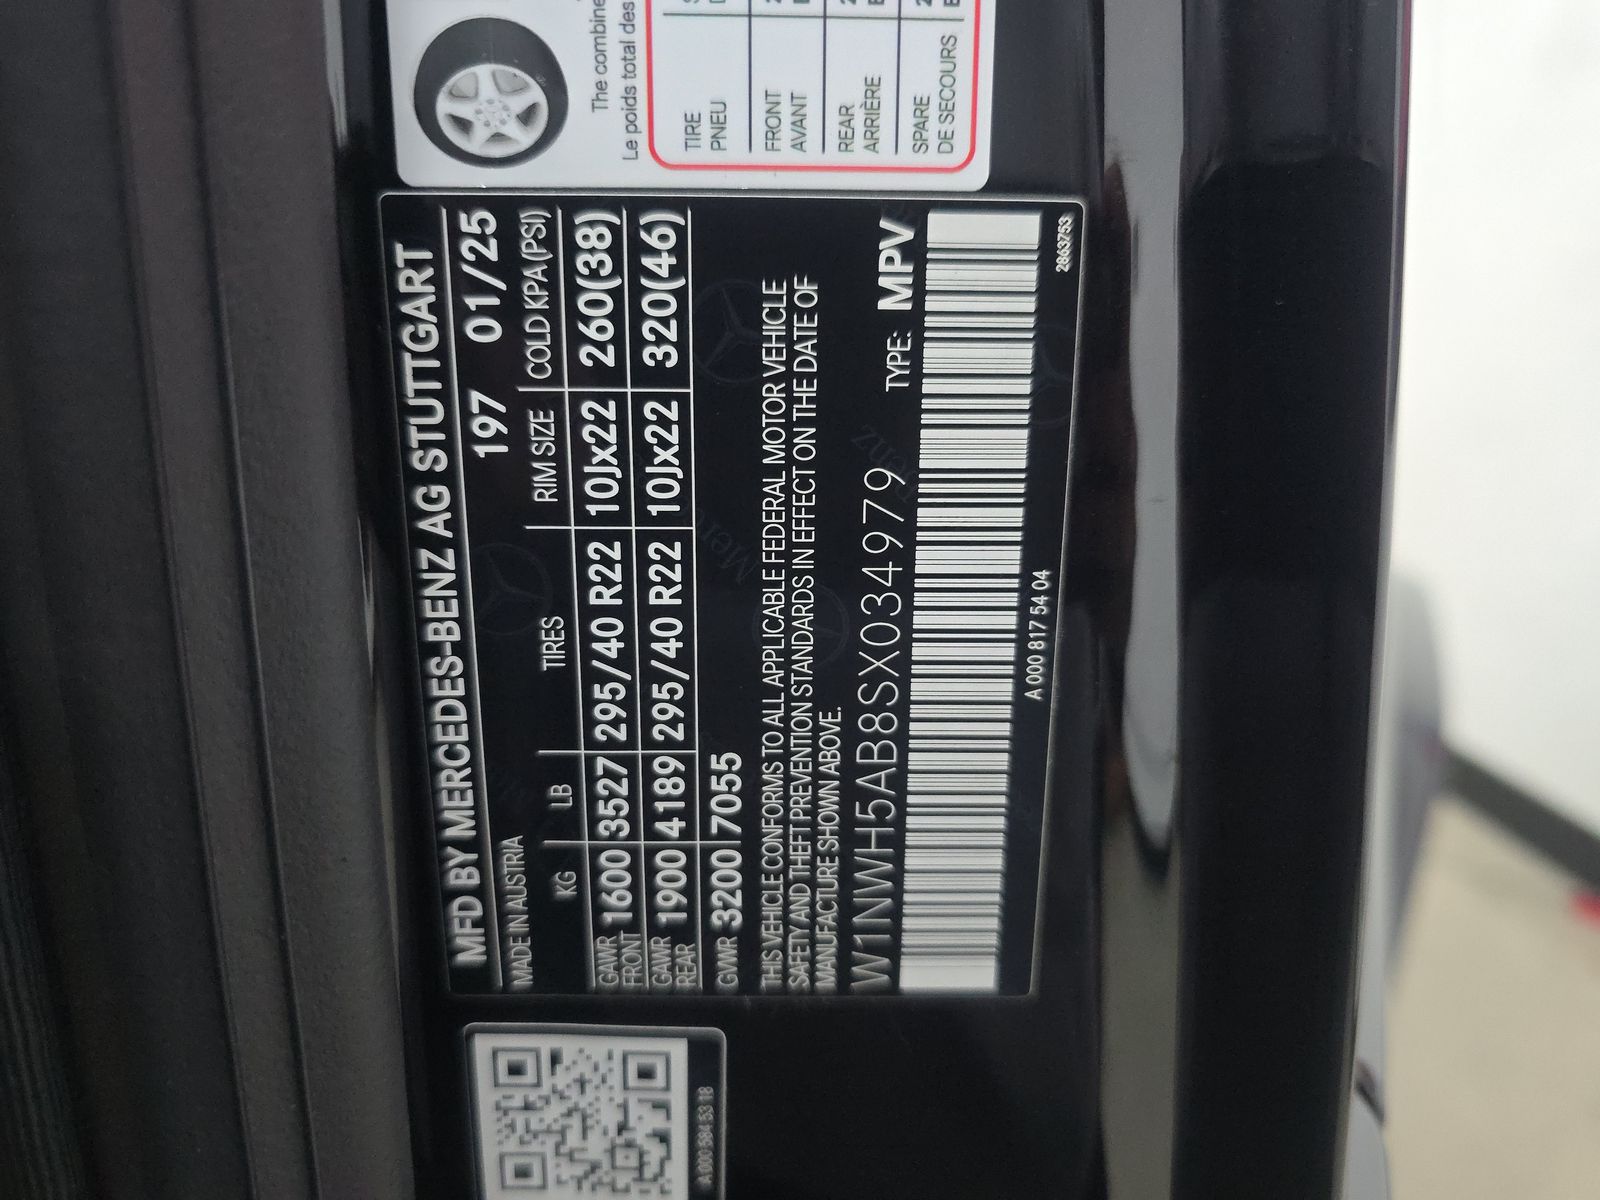 MFD BY MERCEDES-BENZ AG STUTTGART
MADE IN AUSTRIA 197 197 01/25
KG LB TIRES RIM SIZE COLD KPA(PSI)
GAWR FRONT 1600 3527 295/40 R22 10Jx22 260(38)
GAWR REAR 1900 4189 295/40 R22 10Jx22 320(46)
GVWR 3200 7055
THIS VEHICLE CONFORMS TO ALL APPLICABLE FEDERAL MOTOR VEHICLE
SAFETY AND THEFT PREVENTION STANDARDS IN EFFECT ON THE DATE OF
MANUFACTURE SHOWN ABOVE.
W1NWH5AB8SX034979 TYPE: MPV
A 000 817 54 04
2863753
The combine
Le poids total des
TIRE
PNEU
FRONT
AVANT
REAR
ARRIÈRE
SPARE
DE SECOURS
A 000 584 53 18